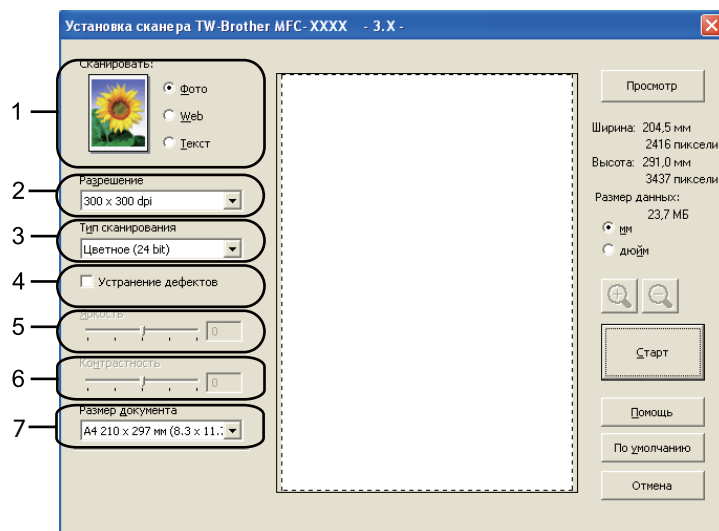 Установка сканера TW-Brother MFC-XXXX - 3.X -
1
Сканировать:
Фото
Web
Текст
2
Разрешение
300 x 300 dpi
3
Тип сканирования
Цветное (24 bit)
4
Устранение дефектов
5
Яркость
0
6
Контрастность
0
7
Размер документа
A4 210 x 297 мм (8.3 x 11.7
Просмотр
Ширина: 204,5 мм
2416 пиксели
Высота: 291,0 мм
3437 пиксели
Размер данных:
23,7 МБ
мм
дюйм
Старт
Помощь
По умолчанию
Отмена